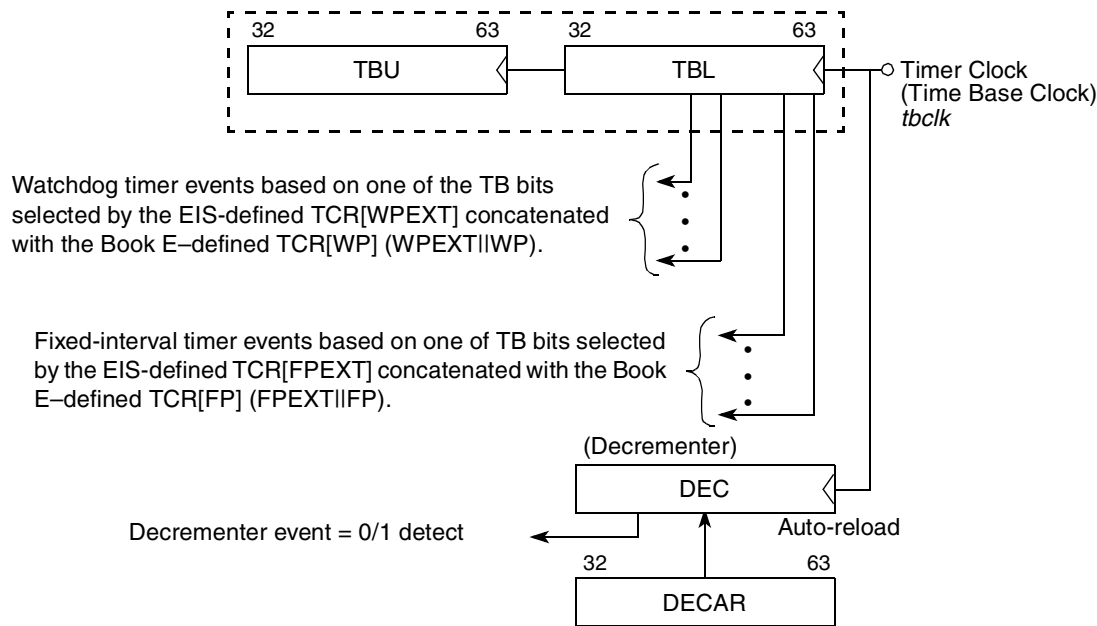 32 63 32 63
TBU TBL
Timer Clock
(Time Base Clock)
tbclk
Watchdog timer events based on one of the TB bits
selected by the EIS-defined TCR[WPEXT] concatenated
with the Book E–defined TCR[WP] (WPEXT||WP).
Fixed-interval timer events based on one of TB bits selected
by the EIS-defined TCR[FPEXT] concatenated with the Book
E–defined TCR[FP] (FPEXT||FP).
(Decrementer)
DEC
Decrementer event = 0/1 detect
Auto-reload
32 63
DECAR